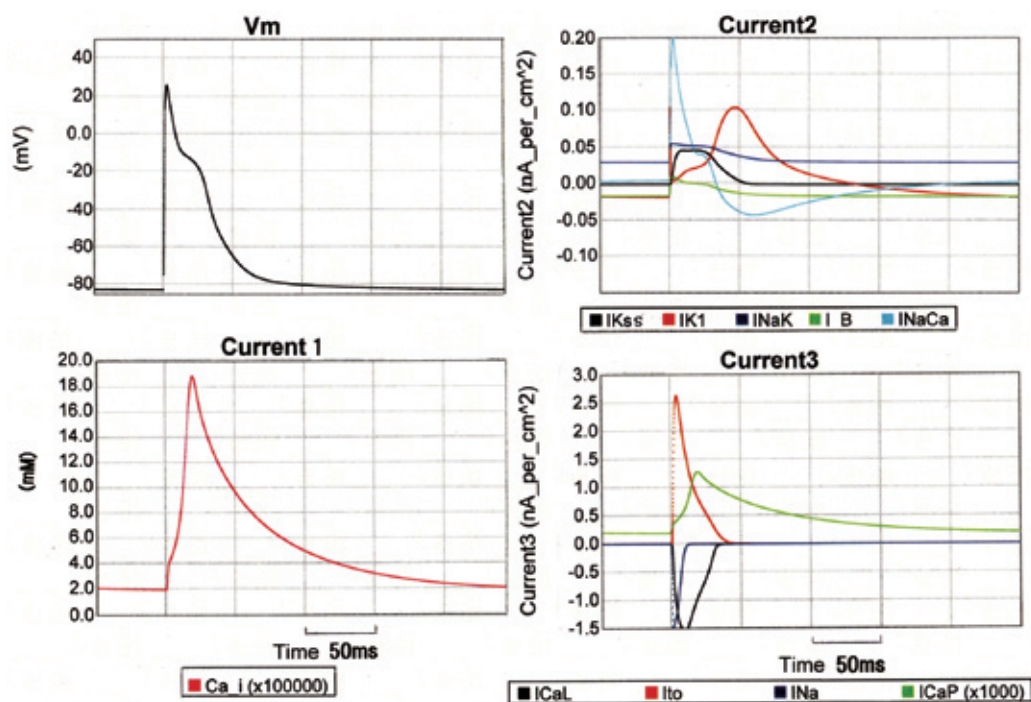 Vm
50
20
0.0
-20
-40
-60
-80
(mV)
Current2
0.20
0.15
0.10
0.05
0.00
-0.05
-0.10
Current2 (nA_per_cm^2)
IKss IK1 INaK I B INaCa
Current 1
20.0
18.0
16.0
14.0
12.0
10.0
8.0
6.0
4.0
2.0
0.0
(mM)
Time 50ms
Ca_i (x100000)
Current3
3.0
2.5
2.0
1.5
1.0
0.5
0.0
-0.5
-1.0
-1.5
Current3 (nA_per_cm^2)
Time 50ms
ICaL Ito INa ICaP (x1000)